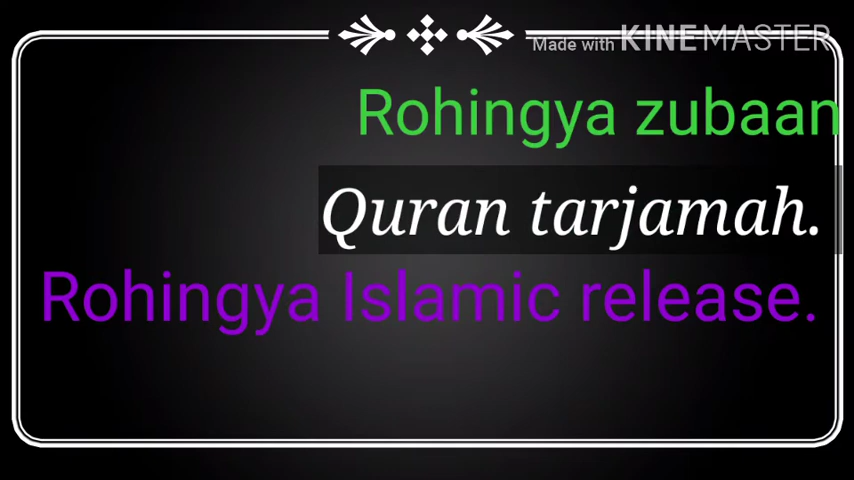 Made with KINEMASTER
Rohingya zubaan
Quran tarjamah.
Rohingya Islamic release.